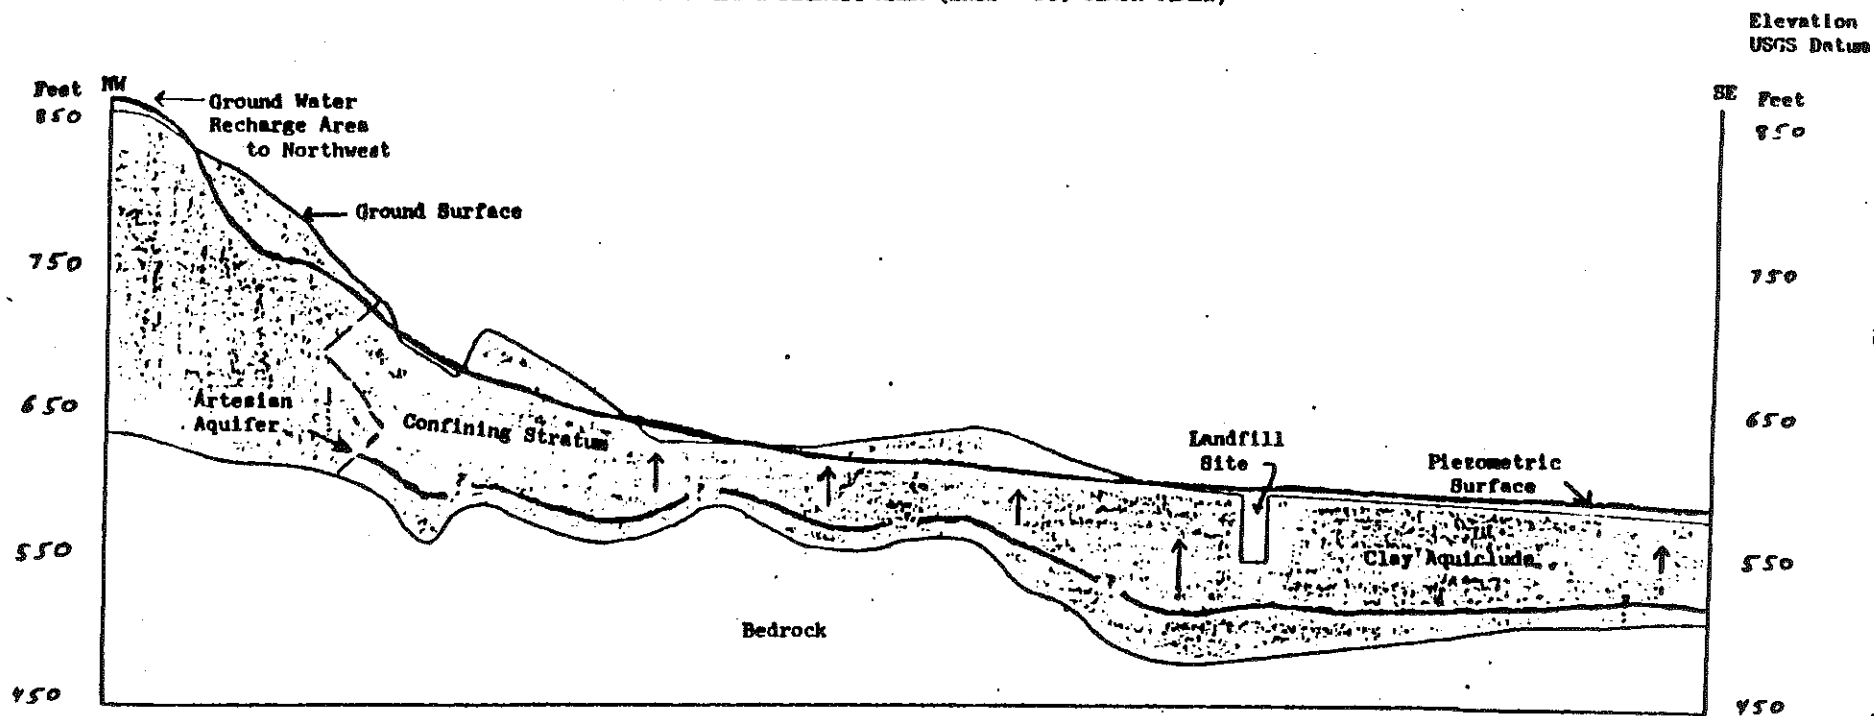 Elevation
USGS Datum
Feet NW
850
Ground Water
Recharge Area
to Northwest
SE Feet
850
Ground Surface
750
750
Artesian
Aquifer
650
Confining Stratum
650
Landfill
Site
Piezometric
Surface
?
?
?
?
?
550
Clay Aquiclude
550
Bedrock
450
450